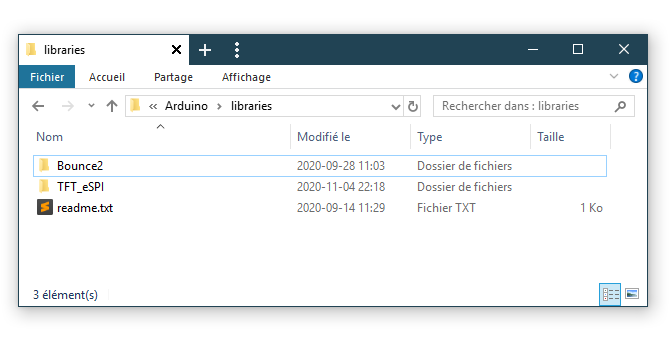 libraries
Fichier Accueil Partage Affichage
« Arduino libraries Rechercher dans : libraries
Nom Modifié le Type Taille
Bounce2 2020-09-28 11:03 Dossier de fichiers
TFT_eSPI 2020-11-04 22:18 Dossier de fichiers
readme.txt 2020-09-14 11:29 Fichier TXT 1 Ko
3 élément(s)